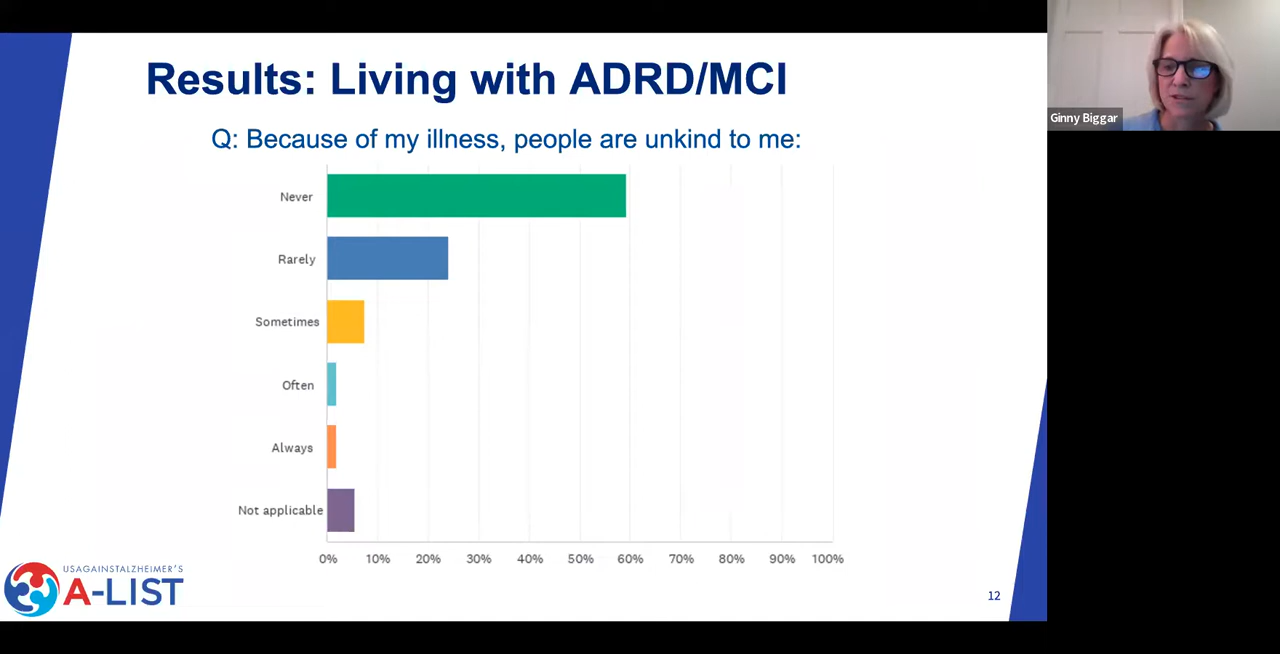 Results: Living with ADRD/MCI
Q: Because of my illness, people are unkind to me:
Never
Rarely
Sometimes
Often
Always
Not applicable
0% 10% 20% 30% 40% 50% 60% 70% 80% 90% 100%
USAGAINSTALZHEIMER'S
A-LIST
12
Ginny Biggar